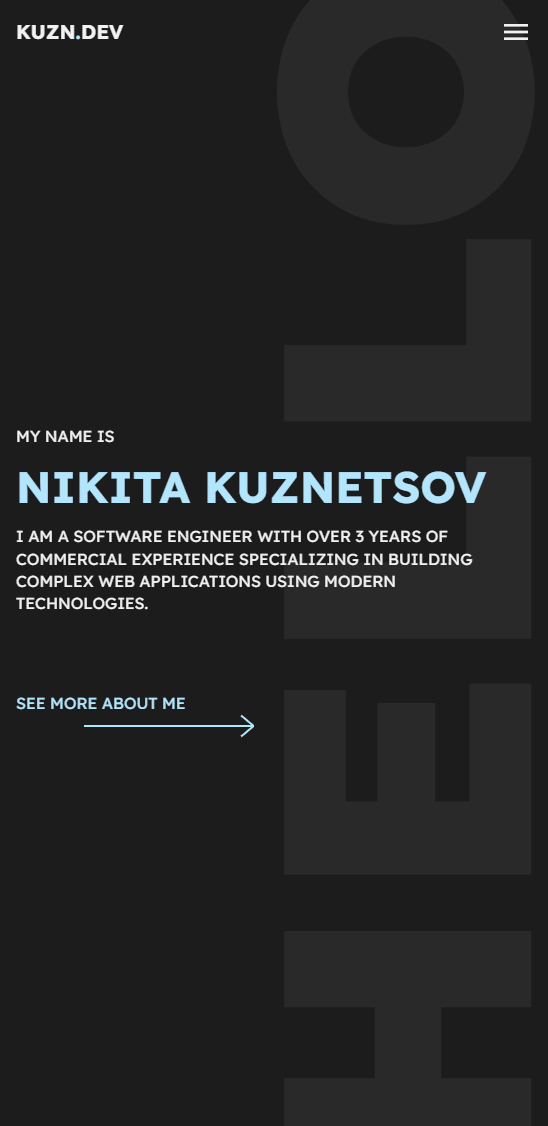 KUZN.DEV
MY NAME IS
NIKITA KUZNETSOV
I AM A SOFTWARE ENGINEER WITH OVER 3 YEARS OF
COMMERCIAL EXPERIENCE SPECIALIZING IN BUILDING
COMPLEX WEB APPLICATIONS USING MODERN
TECHNOLOGIES.
SEE MORE ABOUT ME
HELLO